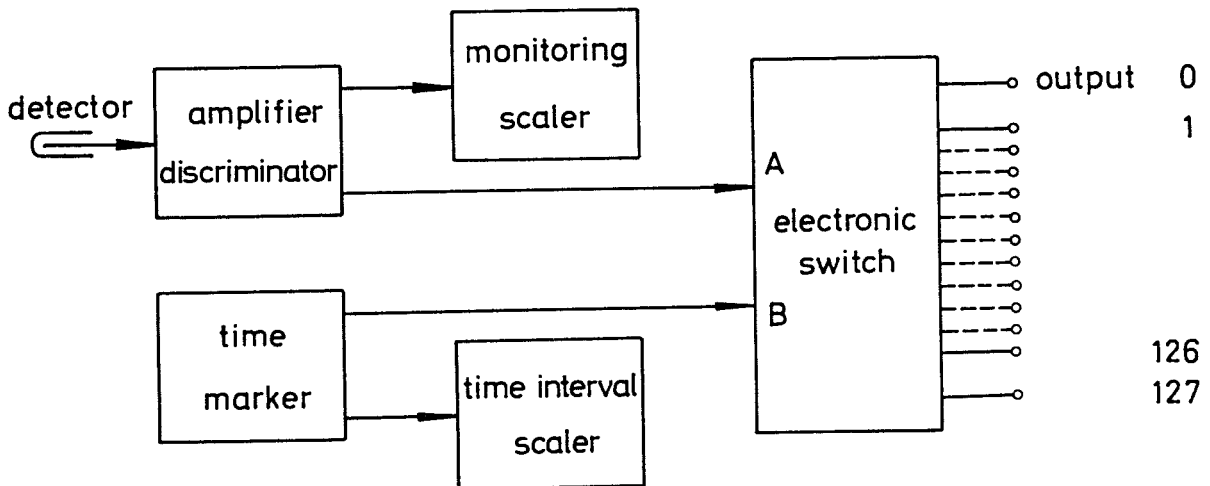 detector
amplifier
discriminator
monitoring
scaler
time
marker
time interval
scaler
A
B
electronic
switch
output 0
1
126
127